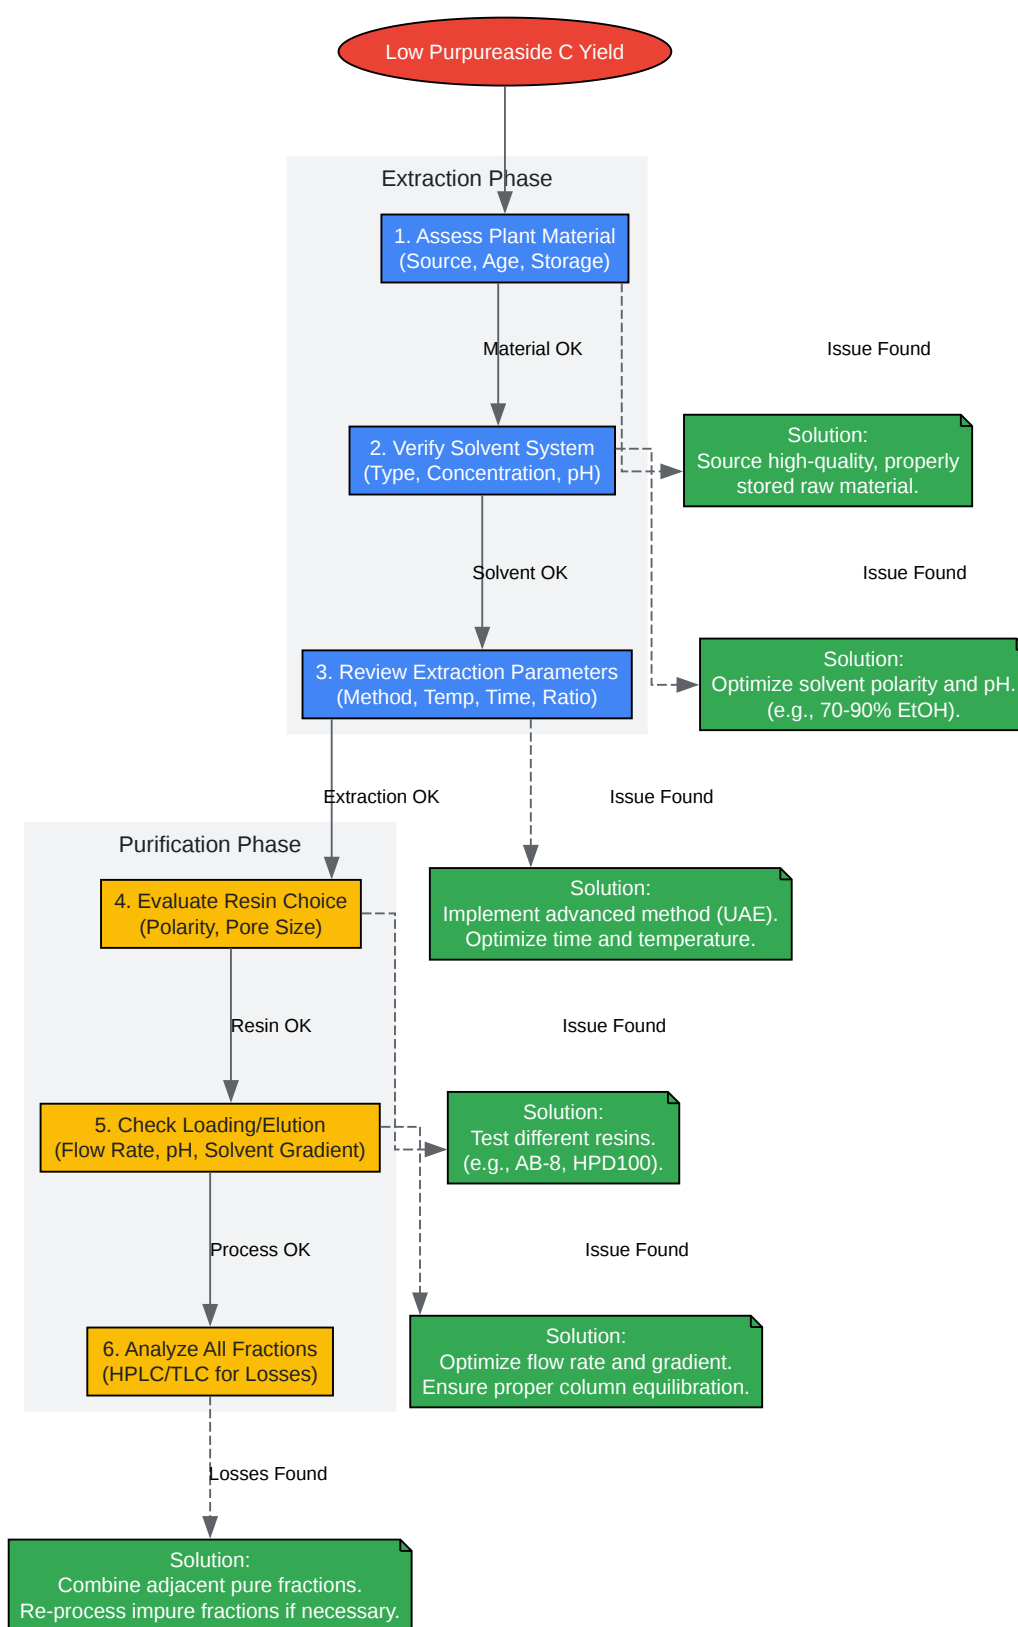 Low Purpureaside C Yield
Extraction Phase
1. Assess Plant Material
(Source, Age, Storage)
Material OK
Issue Found
2. Verify Solvent System
(Type, Concentration, pH)
Solution:
Source high-quality, properly
stored raw material.
Solvent OK
Issue Found
3. Review Extraction Parameters
(Method, Temp, Time, Ratio)
Solution:
Optimize solvent polarity and pH.
(e.g., 70-90% EtOH).
Extraction OK
Issue Found
Purification Phase
4. Evaluate Resin Choice
(Polarity, Pore Size)
Solution:
Implement advanced method (UAE).
Optimize time and temperature.
Resin OK
Issue Found
5. Check Loading/Elution
(Flow Rate, pH, Solvent Gradient)
Solution:
Test different resins.
(e.g., AB-8, HPD100).
Process OK
Issue Found
6. Analyze All Fractions
(HPLC/TLC for Losses)
Solution:
Optimize flow rate and gradient.
Ensure proper column equilibration.
Losses Found
Solution:
Combine adjacent pure fractions.
Re-process impure fractions if necessary.